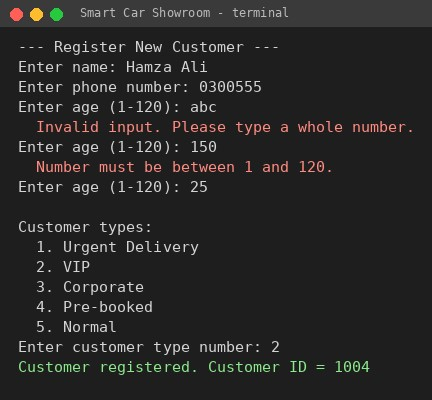 Smart Car Showroom - terminal
--- Register New Customer ---
Enter name: Hamza Ali
Enter phone number: 0300555
Enter age (1-120): abc
Invalid input. Please type a whole number.
Enter age (1-120): 150
Number must be between 1 and 120.
Enter age (1-120): 25
Customer types:
1. Urgent Delivery
2. VIP
3. Corporate
4. Pre-booked
5. Normal
Enter customer type number: 2
Customer registered. Customer ID = 1004